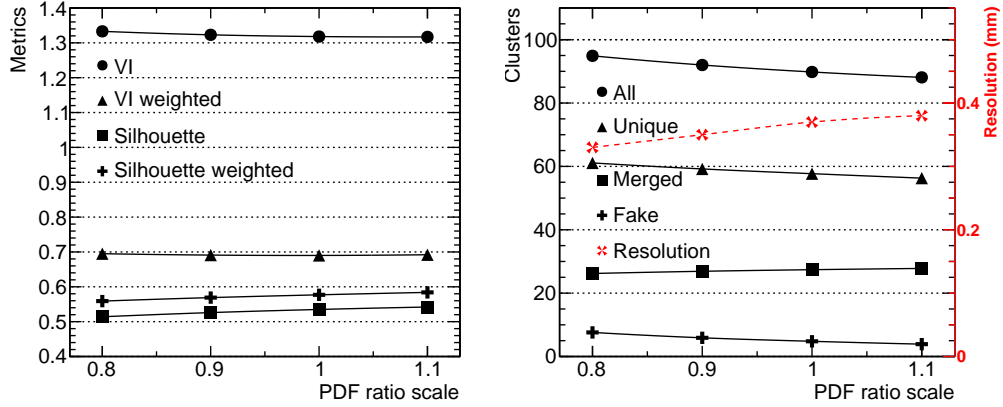 Metrics
1.4
1.3
1.2
1.1
1
0.9
0.8
0.7
0.6
0.5
0.4
VI
VI weighted
Silhouette
Silhouette weighted
0.8 0.9 1 1.1
PDF ratio scale
Clusters
100
80
60
40
20
0
All
Unique
Merged
Fake
Resolution
0.8 0.9 1 1.1
PDF ratio scale
Resolution (mm)
0.4
0.2
0